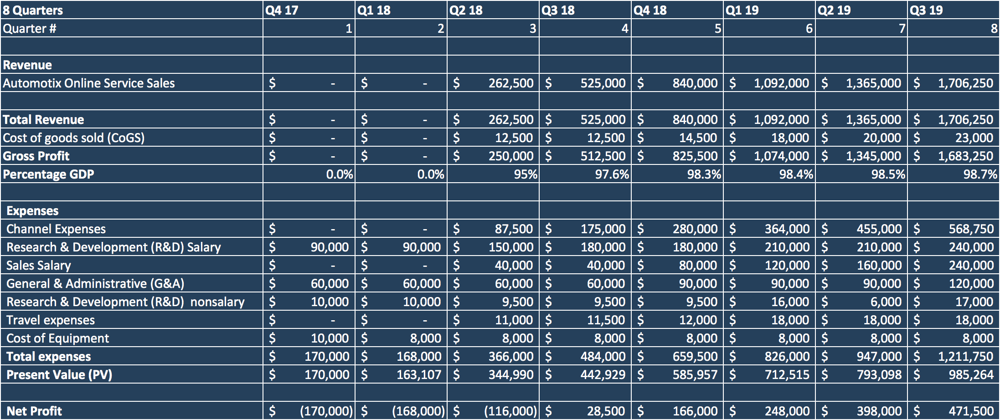 8 Quarters Q4 17 Q1 18 Q2 18 Q3 18 Q4 18 Q1 19 Q2 19 Q3 19
Quarter # 1 2 3 4 5 6 7 8
Revenue
Automotix Online Service Sales $ - $ - $ 262,500 $ 525,000 $ 840,000 $ 1,092,000 $ 1,365,000 $ 1,706,250
Total Revenue $ - $ - $ 262,500 $ 525,000 $ 840,000 $ 1,092,000 $ 1,365,000 $ 1,706,250
Cost of goods sold (CoGS) $ - $ - $ 12,500 $ 12,500 $ 14,500 $ 18,000 $ 20,000 $ 23,000
Gross Profit $ - $ - $ 250,000 $ 512,500 $ 825,500 $ 1,074,000 $ 1,345,000 $ 1,683,250
Percentage GDP 0.0% 0.0% 95% 97.6% 98.3% 98.4% 98.5% 98.7%
Expenses
Channel Expenses $ - $ - $ 87,500 $ 175,000 $ 280,000 $ 364,000 $ 455,000 $ 568,750
Research & Development (R&D) Salary $ 90,000 $ 90,000 $ 150,000 $ 180,000 $ 180,000 $ 210,000 $ 210,000 $ 240,000
Sales Salary $ - $ - $ 40,000 $ 40,000 $ 80,000 $ 120,000 $ 160,000 $ 240,000
General & Administrative (G&A) $ 60,000 $ 60,000 $ 60,000 $ 60,000 $ 90,000 $ 90,000 $ 90,000 $ 120,000
Research & Development (R&D) nonsalary $ 10,000 $ 10,000 $ 9,500 $ 9,500 $ 9,500 $ 16,000 $ 6,000 $ 17,000
Travel expenses $ - $ - $ 11,000 $ 11,500 $ 12,000 $ 18,000 $ 18,000 $ 18,000
Cost of Equipment $ 10,000 $ 8,000 $ 8,000 $ 8,000 $ 8,000 $ 8,000 $ 8,000 $ 8,000
Total expenses $ 170,000 $ 168,000 $ 366,000 $ 484,000 $ 659,500 $ 826,000 $ 947,000 $ 1,211,750
Present Value (PV) $ 170,000 $ 163,107 $ 344,990 $ 442,929 $ 585,957 $ 712,515 $ 793,098 $ 985,264
Net Profit $ (170,000) $ (168,000) $ (116,000) $ 28,500 $ 166,000 $ 248,000 $ 398,000 $ 471,500